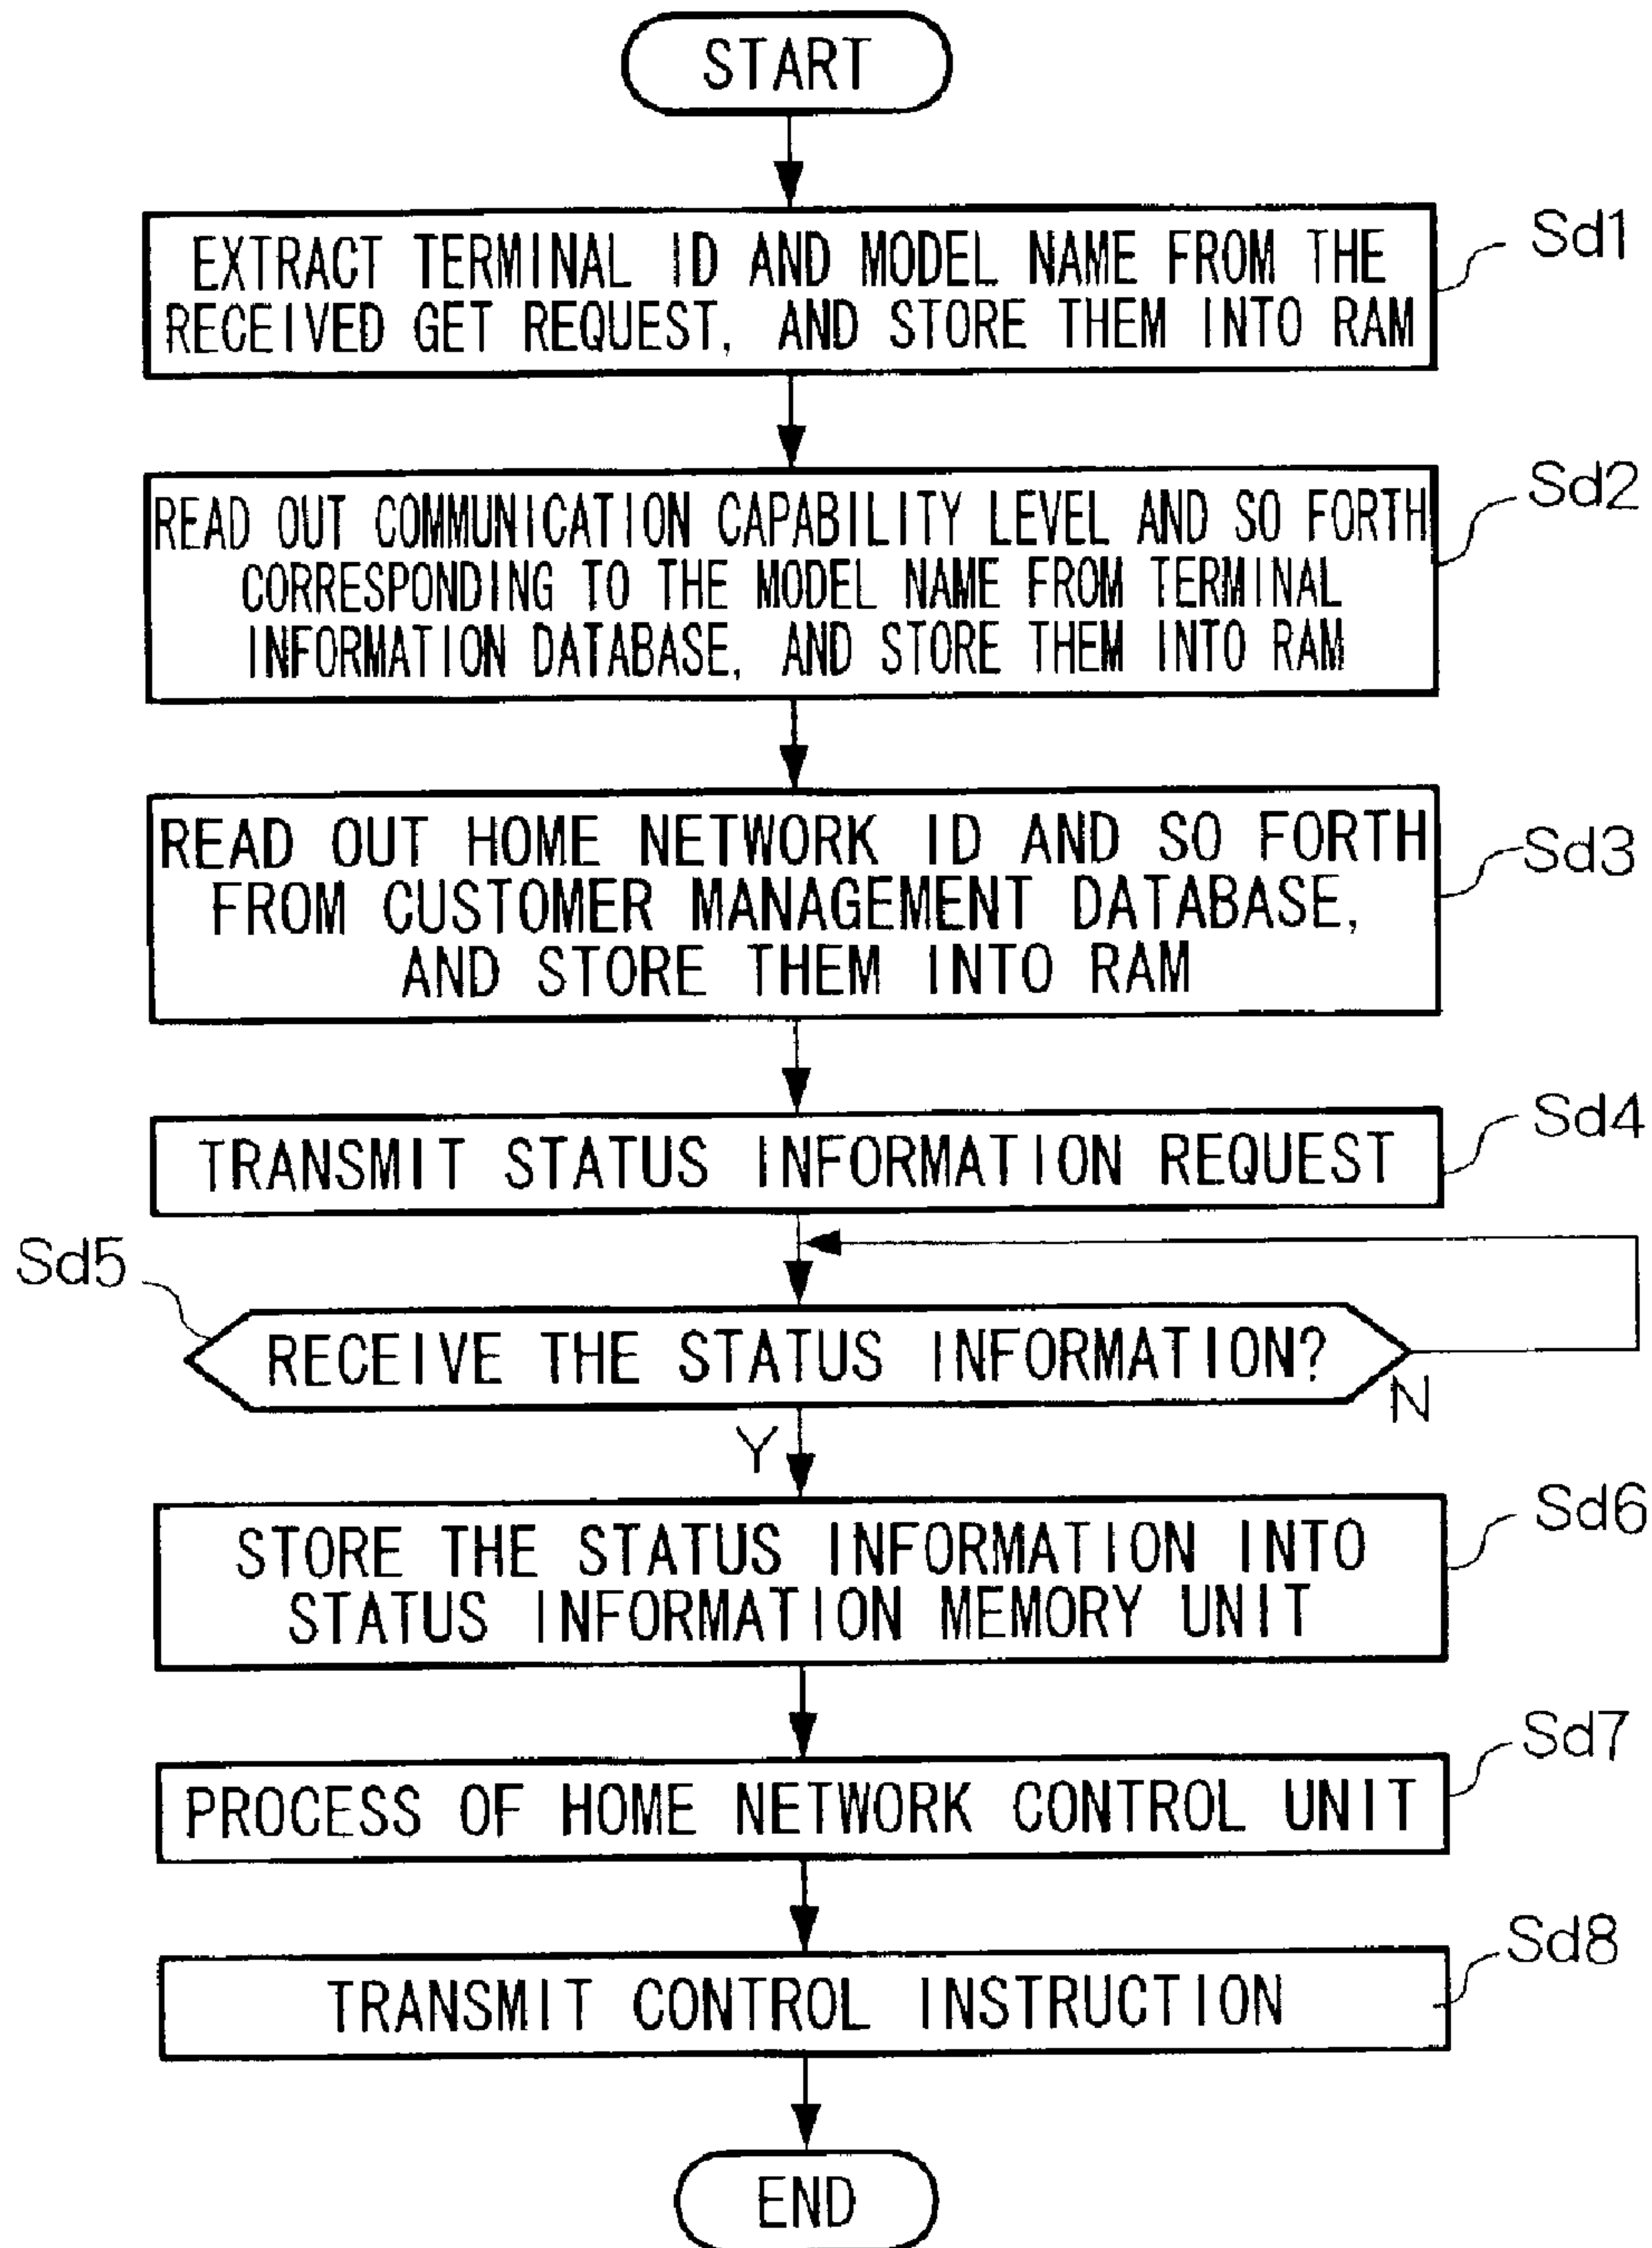 START
EXTRACT TERMINAL ID AND MODEL NAME FROM THE
RECEIVED GET REQUEST, AND STORE THEM INTO RAM
Sd1
READ OUT COMMUNICATION CAPABILITY LEVEL AND SO FORTH
CORRESPONDING TO THE MODEL NAME FROM TERMINAL
INFORMATION DATABASE, AND STORE THEM INTO RAM
Sd2
READ OUT HOME NETWORK ID AND SO FORTH
FROM CUSTOMER MANAGEMENT DATABASE,
AND STORE THEM INTO RAM
Sd3
TRANSMIT STATUS INFORMATION REQUEST
Sd4
Sd5
RECEIVE THE STATUS INFORMATION?
N
Y
STORE THE STATUS INFORMATION INTO
STATUS INFORMATION MEMORY UNIT
Sd6
PROCESS OF HOME NETWORK CONTROL UNIT
Sd7
TRANSMIT CONTROL INSTRUCTION
Sd8
END